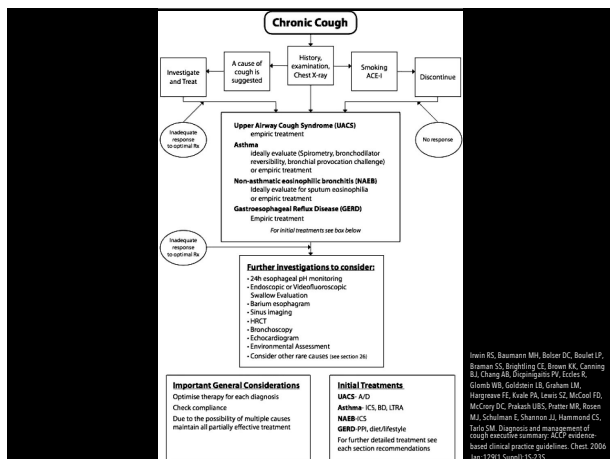 Chronic Cough
Investigate
and Treat
A cause of
cough is
suggested
History,
examination,
Chest X-ray
Smoking
ACE-I
Discontinue
Inadequate
response
to optimal Rx
No response
Upper Airway Cough Syndrome (UACS)
empiric treatment
Asthma
ideally evaluate (Spirometry, bronchodilator
reversibility, bronchial provocation challenge)
or empiric treatment
Non-asthmatic eosinophilic bronchitis (NAEB)
Ideally evaluate for sputum eosinophilia
or empiric treatment
Gastroesophageal Reflux Disease (GERD)
Empiric treatment
For initial treatments see box below
Inadequate
response
to optimal Rx
Further investigations to consider:
• 24h esophageal pH monitoring
• Endoscopic or Videofluoroscopic
Swallow Evaluation
• Barium esophagram
• Sinus imaging
• HRCT
• Bronchoscopy
• Echocardiogram
• Environmental Assessment
• Consider other rare causes (see section 26)
Important General Considerations
Optimise therapy for each diagnosis
Check compliance
Due to the possibility of multiple causes
maintain all partially effective treatment
Initial Treatments
UACS- A/D
Asthma- ICS, BD, LTRA
NAEB-ICS
GERD-PPI, diet/lifestyle
For further detailed treatment see
each section recommendations
Irwin RS, Baumann MH, Bolser DC, Boulet LP,
Braman SS, Brightling CE, Brown KK, Canning
BJ, Chang AB, Dicpinigaitis PV, Eccles R,
Glomb WB, Goldstein LB, Graham LM,
Hargreave FE, Kvale PA, Lewis SZ, McCool FD,
McCrory DC, Prakash UBS, Pratter MR, Rosen
MJ, Schulman E, Shannon JJ, Hammond CS,
Tarlo SM. Diagnosis and management of
cough executive summary: ACCP evidence-
based clinical practice guidelines. Chest. 2006
Jan;129(1 Suppl):1S-23S